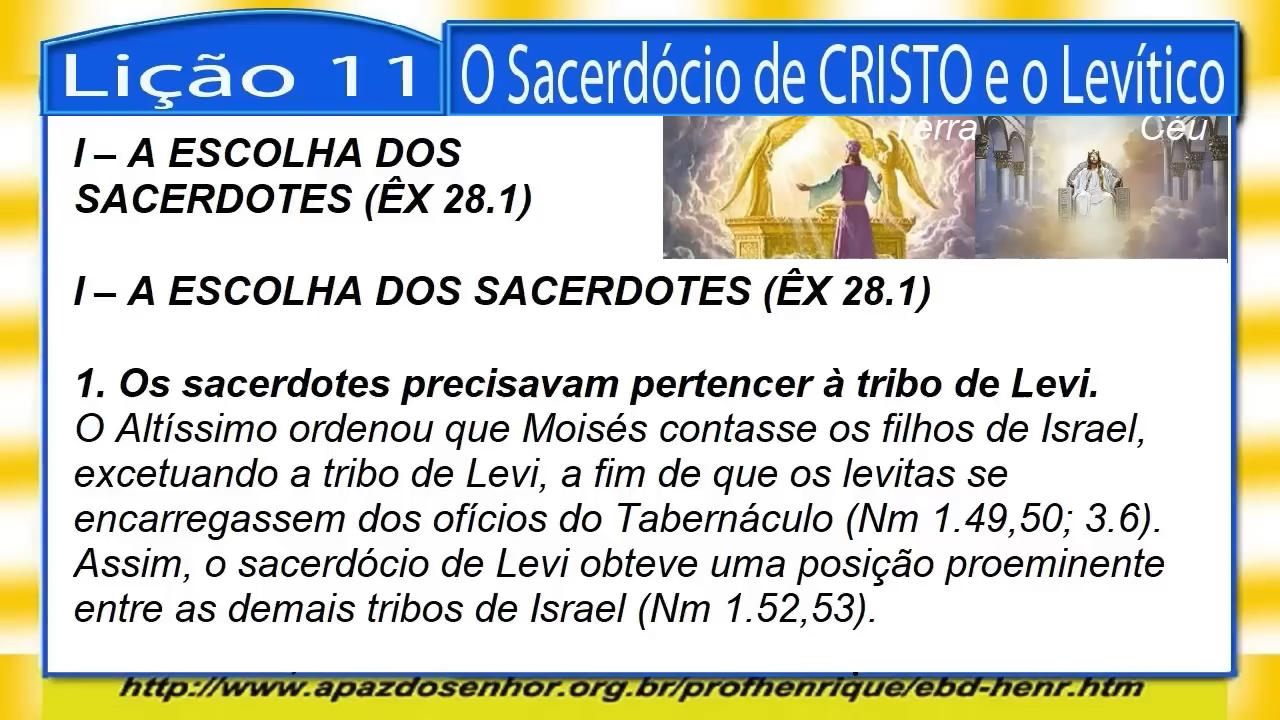 Lição 11
O Sacerdócio de CRISTO e o Levítico
Terra
Céu
I – A ESCOLHA DOS
SACERDOTES (ÊX 28.1)
I – A ESCOLHA DOS SACERDOTES (ÊX 28.1)
1. Os sacerdotes precisavam pertencer à tribo de Levi.
O Altíssimo ordenou que Moisés contasse os filhos de Israel,
excetuando a tribo de Levi, a fim de que os levitas se
encarregassem dos ofícios do Tabernáculo (Nm 1.49,50; 3.6).
Assim, o sacerdócio de Levi obteve uma posição proeminente
entre as demais tribos de Israel (Nm 1.52,53).
http://www.apazdosenhor.org.br/profhenrique/ebd-henr.htm